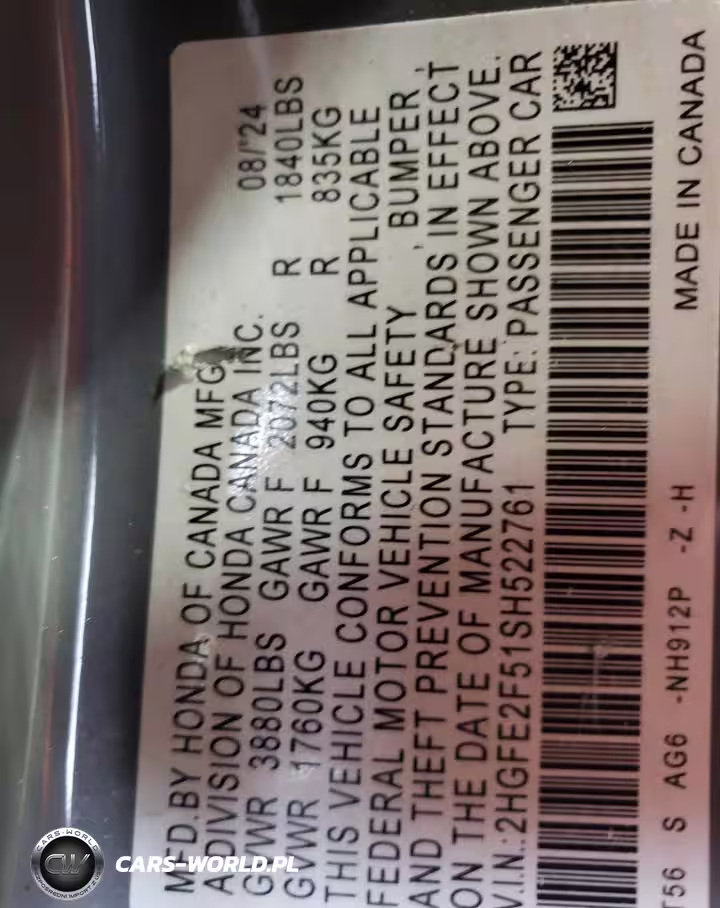 MFD.BY HONDA OF CANADA MFG. 08/'24
A DIVISION OF HONDA CANADA INC.
GVWR 3880LBS GAWR F 2072LBS R 1840LBS
GVWR 1760KG GAWR F 940KG R 835KG
THIS VEHICLE CONFORMS TO ALL APPLICABLE
FEDERAL MOTOR VEHICLE SAFETY , BUMPER ,
AND THEFT PREVENTION STANDARDS IN EFFECT
ON THE DATE OF MANUFACTURE SHOWN ABOVE.
V.I.N.:2HGFE2F51SH522761 TYPE: PASSENGER CAR
T56 S AG6 -NH912P -Z -H MADE IN CANADA
CARS-WORLD
CW
CARS-WORLD.PL